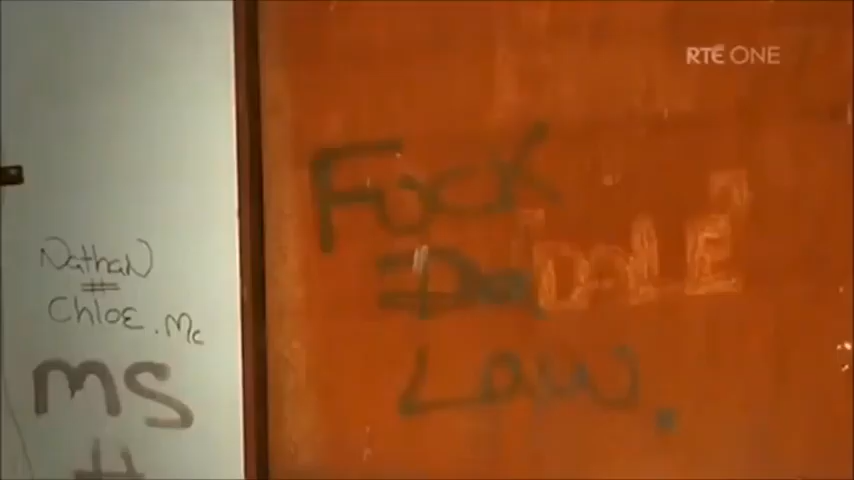 RTÉ ONE
Fuck
Da
DALE
Law.
NathaN
#
Chloe. Mc
MS
#